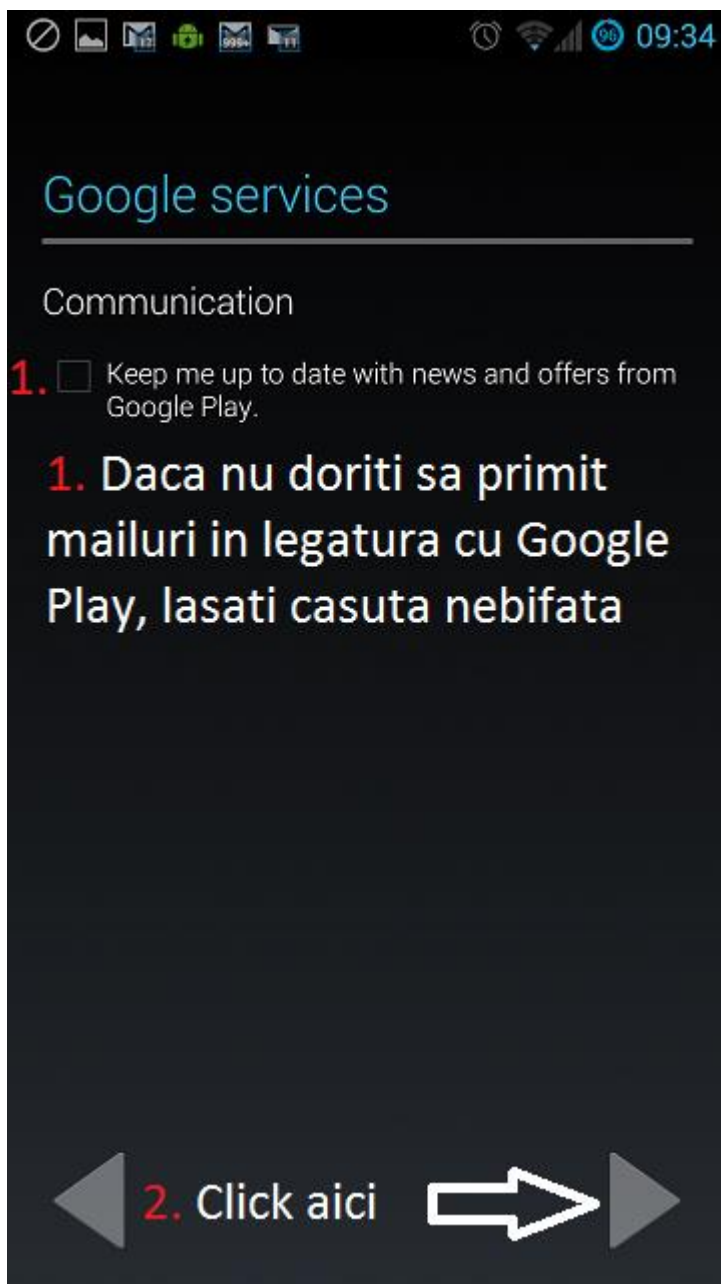 96 09:34
Google services
Communication
1. Keep me up to date with news and offers from
Google Play.
1. Daca nu doriti sa primit
mailuri in legatura cu Google
Play, lasati casuta nebifata
2. Click aici